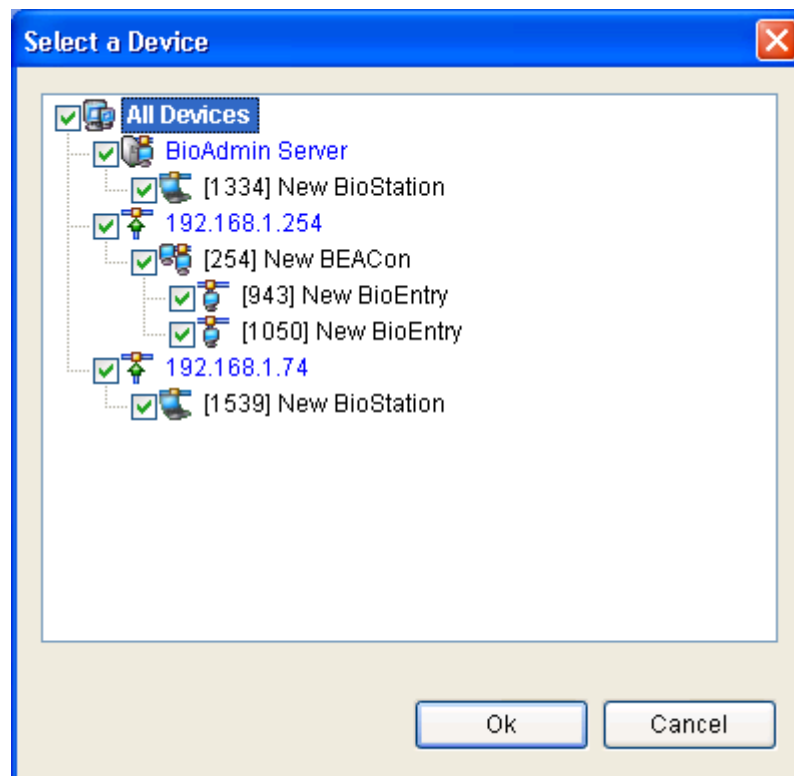 Select a Device
All Devices
BioAdmin Server
[1334] New BioStation
192.168.1.254
[254] New BEACon
[943] New BioEntry
[1050] New BioEntry
192.168.1.74
[1539] New BioStation
Ok Cancel